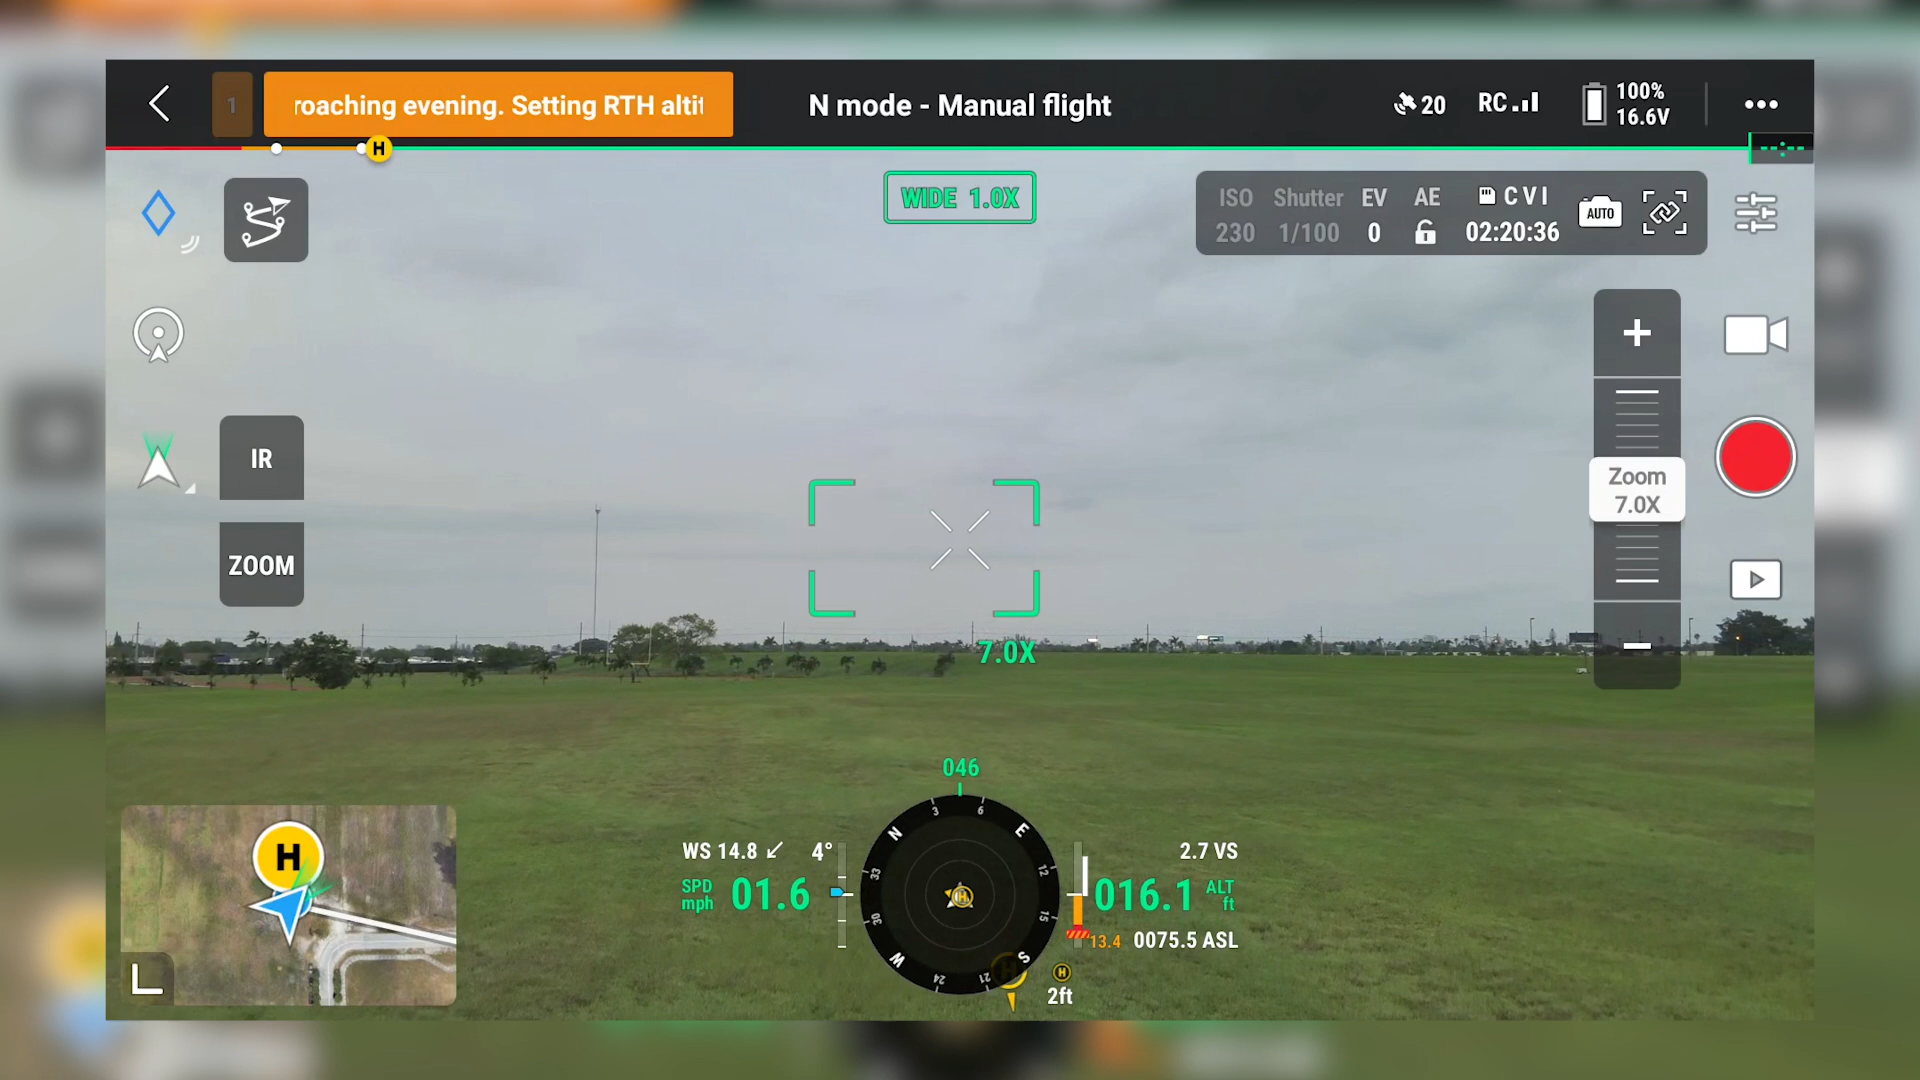 1
roaching evening. Setting RTH altit
N mode - Manual flight
20
RC
100%
16.6V
H
WIDE 1.0X
ISO
230
Shutter
1/100
EV
0
AE
CVI
02:20:36
AUTO
IR
ZOOM
Zoom
7.0X
7.0X
046
WS 14.8
4°
SPD
mph
01.6
N
3
6
E
12
15
S
21
24
W
30
33
H
2.7 VS
016.1
ALT
ft
13.4
0075.5 ASL
H
2ft
H